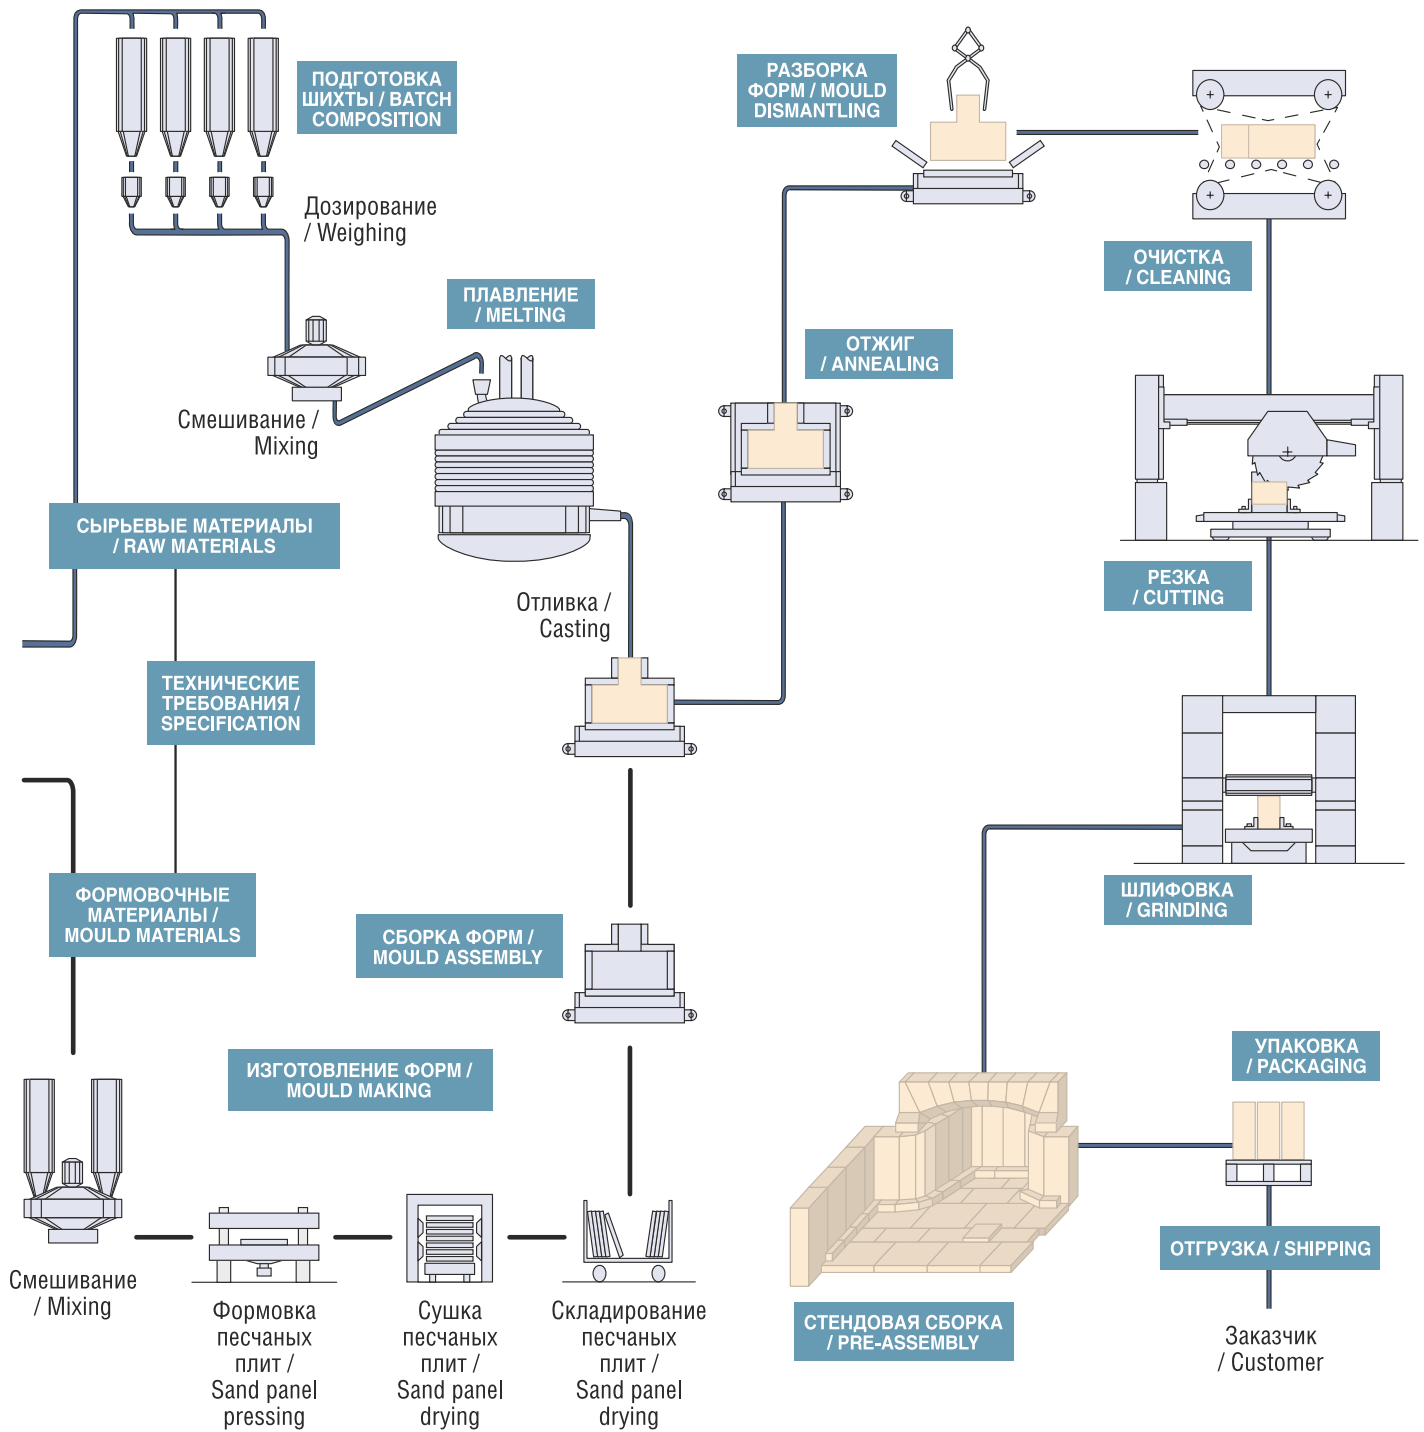 ПОДГОТОВКА
ШИХТЫ / BATCH
COMPOSITION
Дозирование
/ Weighing
Смешивание /
Mixing
ПЛАВЛЕНИЕ
/ MELTING
СЫРЬЕВЫЕ МАТЕРИАЛЫ
/ RAW MATERIALS
Отливка /
Casting
ТЕХНИЧЕСКИЕ
ТРЕБОВАНИЯ /
SPECIFICATION
ФОРМОВОЧНЫЕ
МАТЕРИАЛЫ /
MOULD MATERIALS
СБОРКА ФОРМ /
MOULD ASSEMBLY
ИЗГОТОВЛЕНИЕ ФОРМ /
MOULD MAKING
Смешивание
/ Mixing
Формовка
песчаных
плит /
Sand panel
pressing
Сушка
песчаных
плит /
Sand panel
drying
Складирование
песчаных
плит /
Sand panel
drying
РАЗБОРКА
ФОРМ / MOULD
DISMANTLING
ОТЖИГ
/ ANNEALING
ОЧИСТКА
/ CLEANING
РЕЗКА
/ CUTTING
ШЛИФОВКА
/ GRINDING
СТЕНДОВАЯ СБОРКА
/ PRE-ASSEMBLY
УПАКОВКА
/ PACKAGING
ОТГРУЗКА / SHIPPING
Заказчик
/ Customer